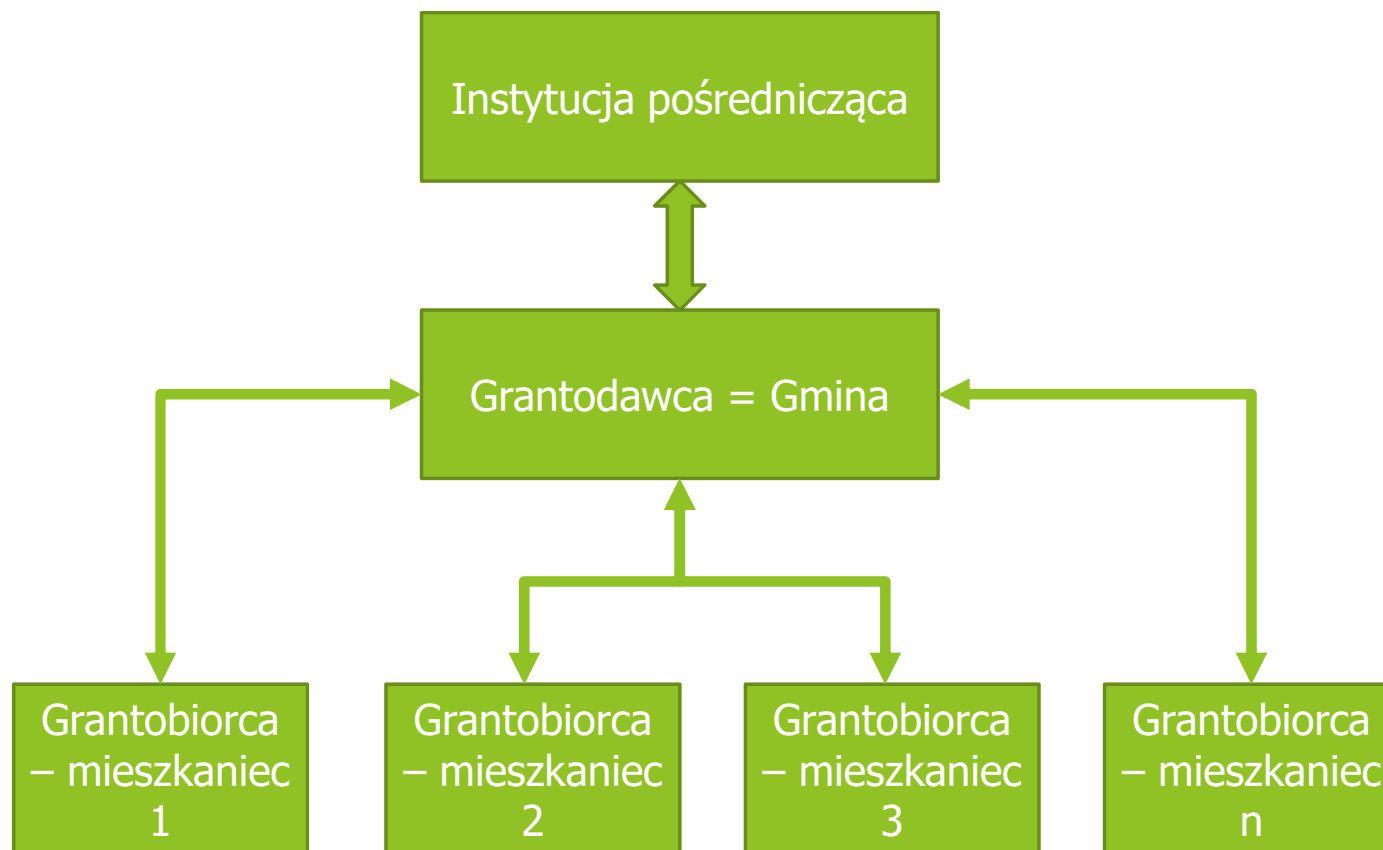 Instytucja pośrednicząca
Grantodawca = Gmina
Grantobiorca
– mieszkaniec
1
Grantobiorca
– mieszkaniec
2
Grantobiorca
– mieszkaniec
3
Grantobiorca
– mieszkaniec
n